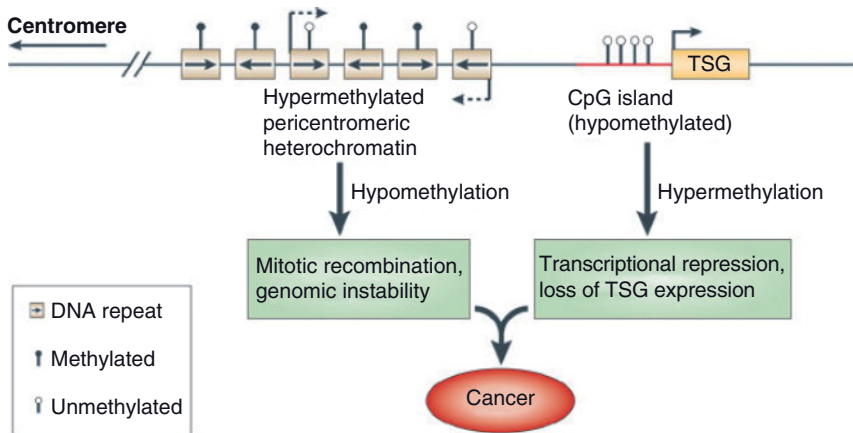 Centromere
TSG
Hypermethylated
pericentromeric
heterochromatin
CpG island
(hypomethylated)
Hypomethylation
Hypermethylation
Mitotic recombination,
genomic instability
Transcriptional repression,
loss of TSG expression
DNA repeat
Methylated
Unmethylated
Cancer